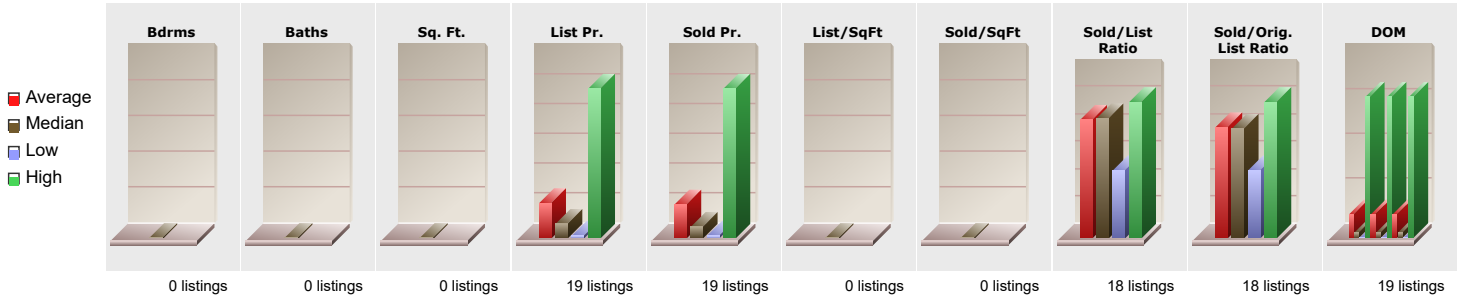 Average
Median
Low
High
Bdrms
0 listings
Baths
0 listings
Sq. Ft.
0 listings
List Pr.
19 listings
Sold Pr.
19 listings
List/SqFt
0 listings
Sold/SqFt
0 listings
Sold/List
Ratio
18 listings
Sold/Orig.
List Ratio
18 listings
DOM
19 listings